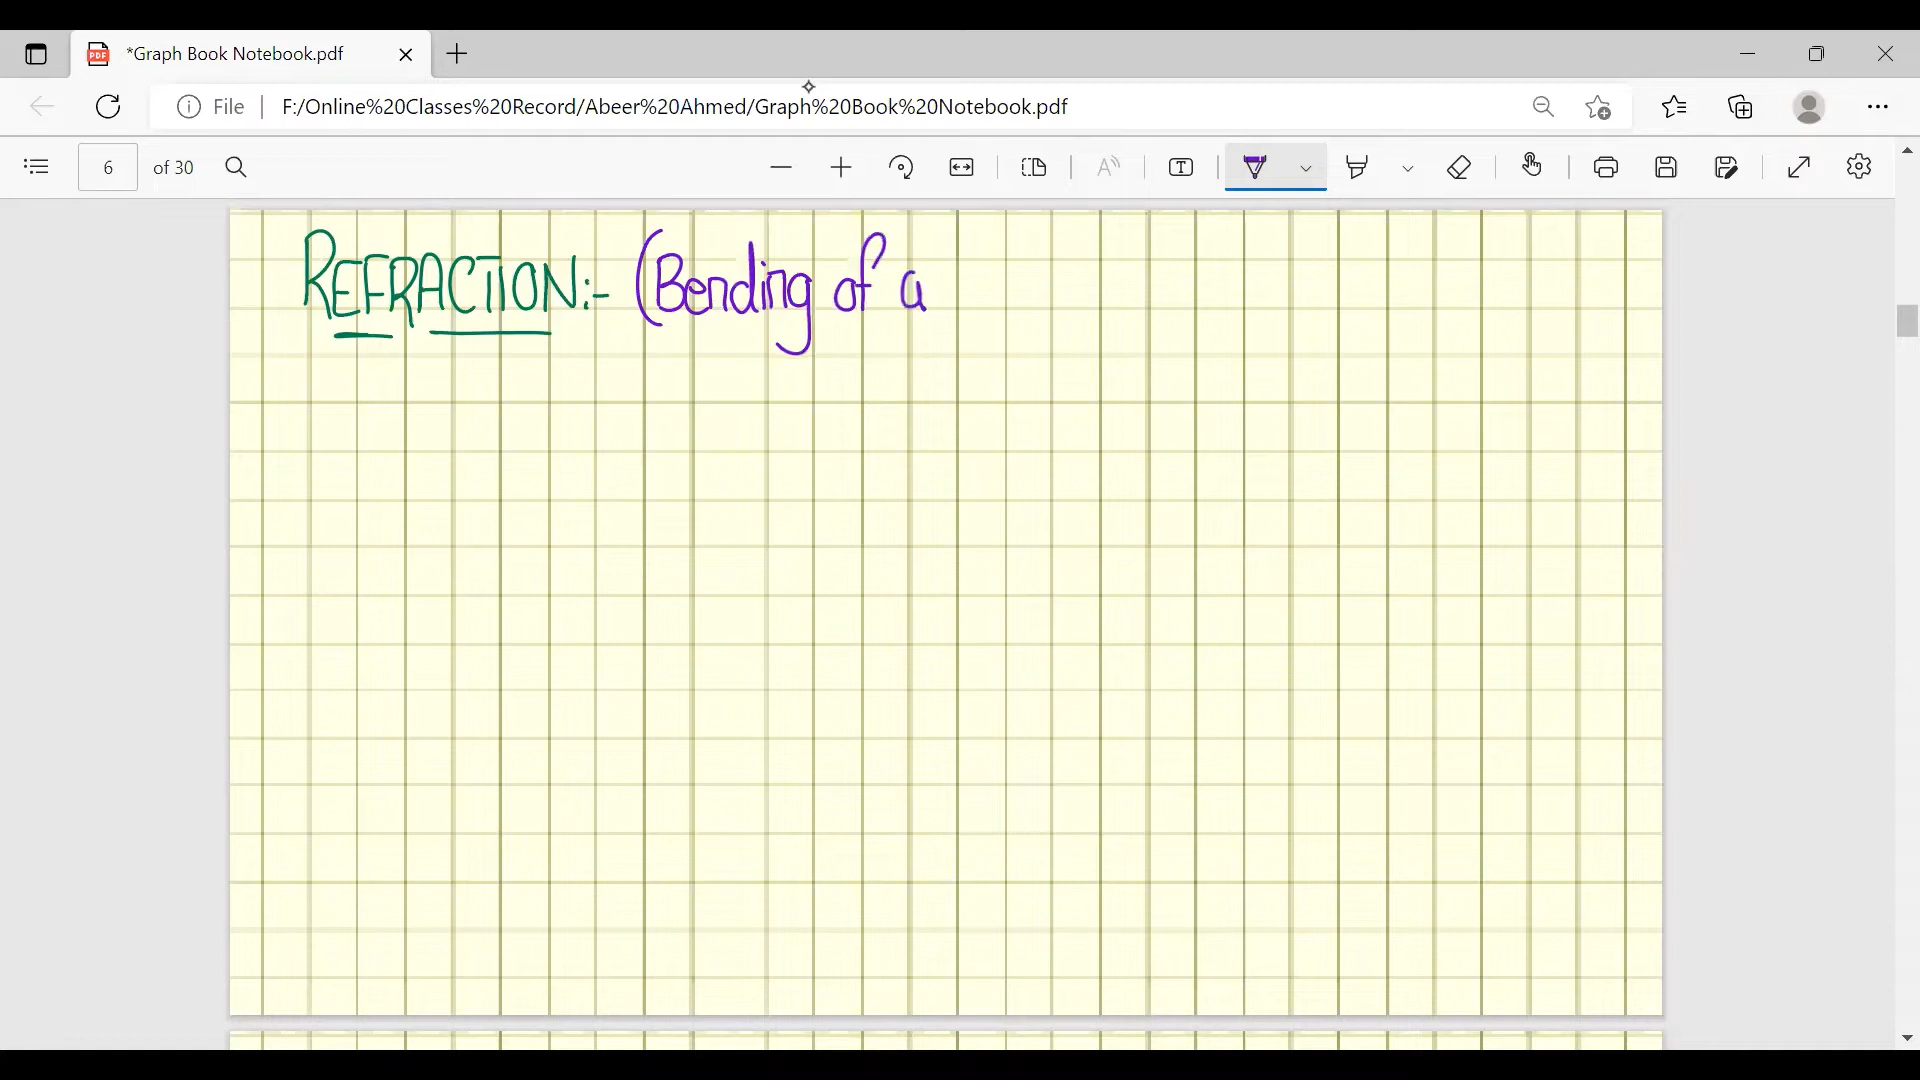 *Graph Book Notebook.pdf
File F:/Online%20Classes%20Record/Abeer%20Ahmed/Graph%20Book%20Notebook.pdf
6 of 30
REFRACTION:- (Bending of a